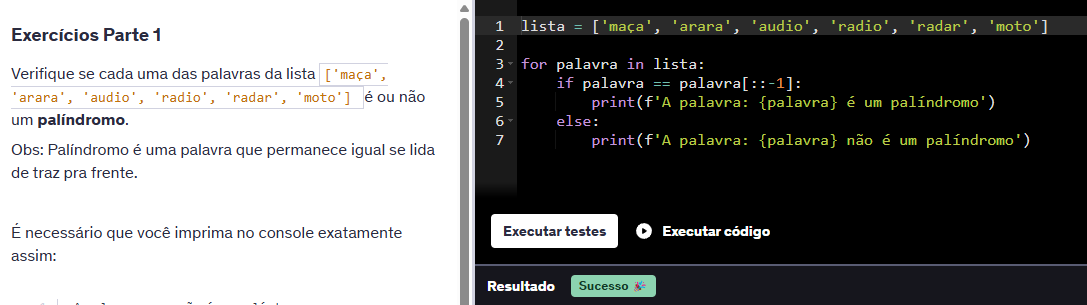 Exercícios Parte 1
Verifique se cada uma das palavras da lista ['maça',
'arara', 'audio', 'radio', 'radar', 'moto'] é ou não
um palíndromo.
Obs: Palíndromo é uma palavra que permanece igual se lida
de traz pra frente.
É necessário que você imprima no console exatamente
assim:
1 lista = ['maça', 'arara', 'audio', 'radio', 'radar', 'moto']
2
3 for palavra in lista:
4     if palavra == palavra[::-1]:
5         print(f'A palavra: {palavra} é um palíndromo')
6     else:
7         print(f'A palavra: {palavra} não é um palíndromo')
Executar testes
Executar código
Resultado
Sucesso 🎉